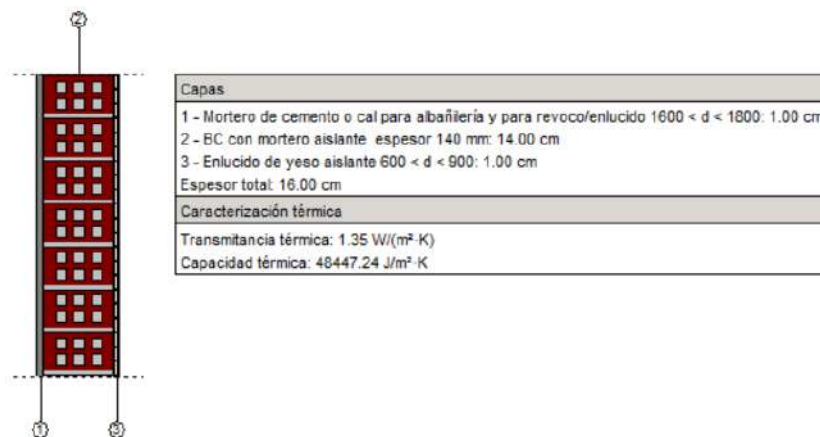 2
Capas
1 - Mortero de cemento o cal para albañilería y para revoco/enlucido 1600 < d < 1800: 1.00 cm
2 - BC con mortero aislante espesor 140 mm: 14.00 cm
3 - Enlucido de yeso aislante 600 < d < 900: 1.00 cm
Espesor total: 16.00 cm
Caracterización térmica
Transmitancia térmica: 1.35 W/(m²·K)
Capacidad térmica: 48447.24 J/m²·K
1 3